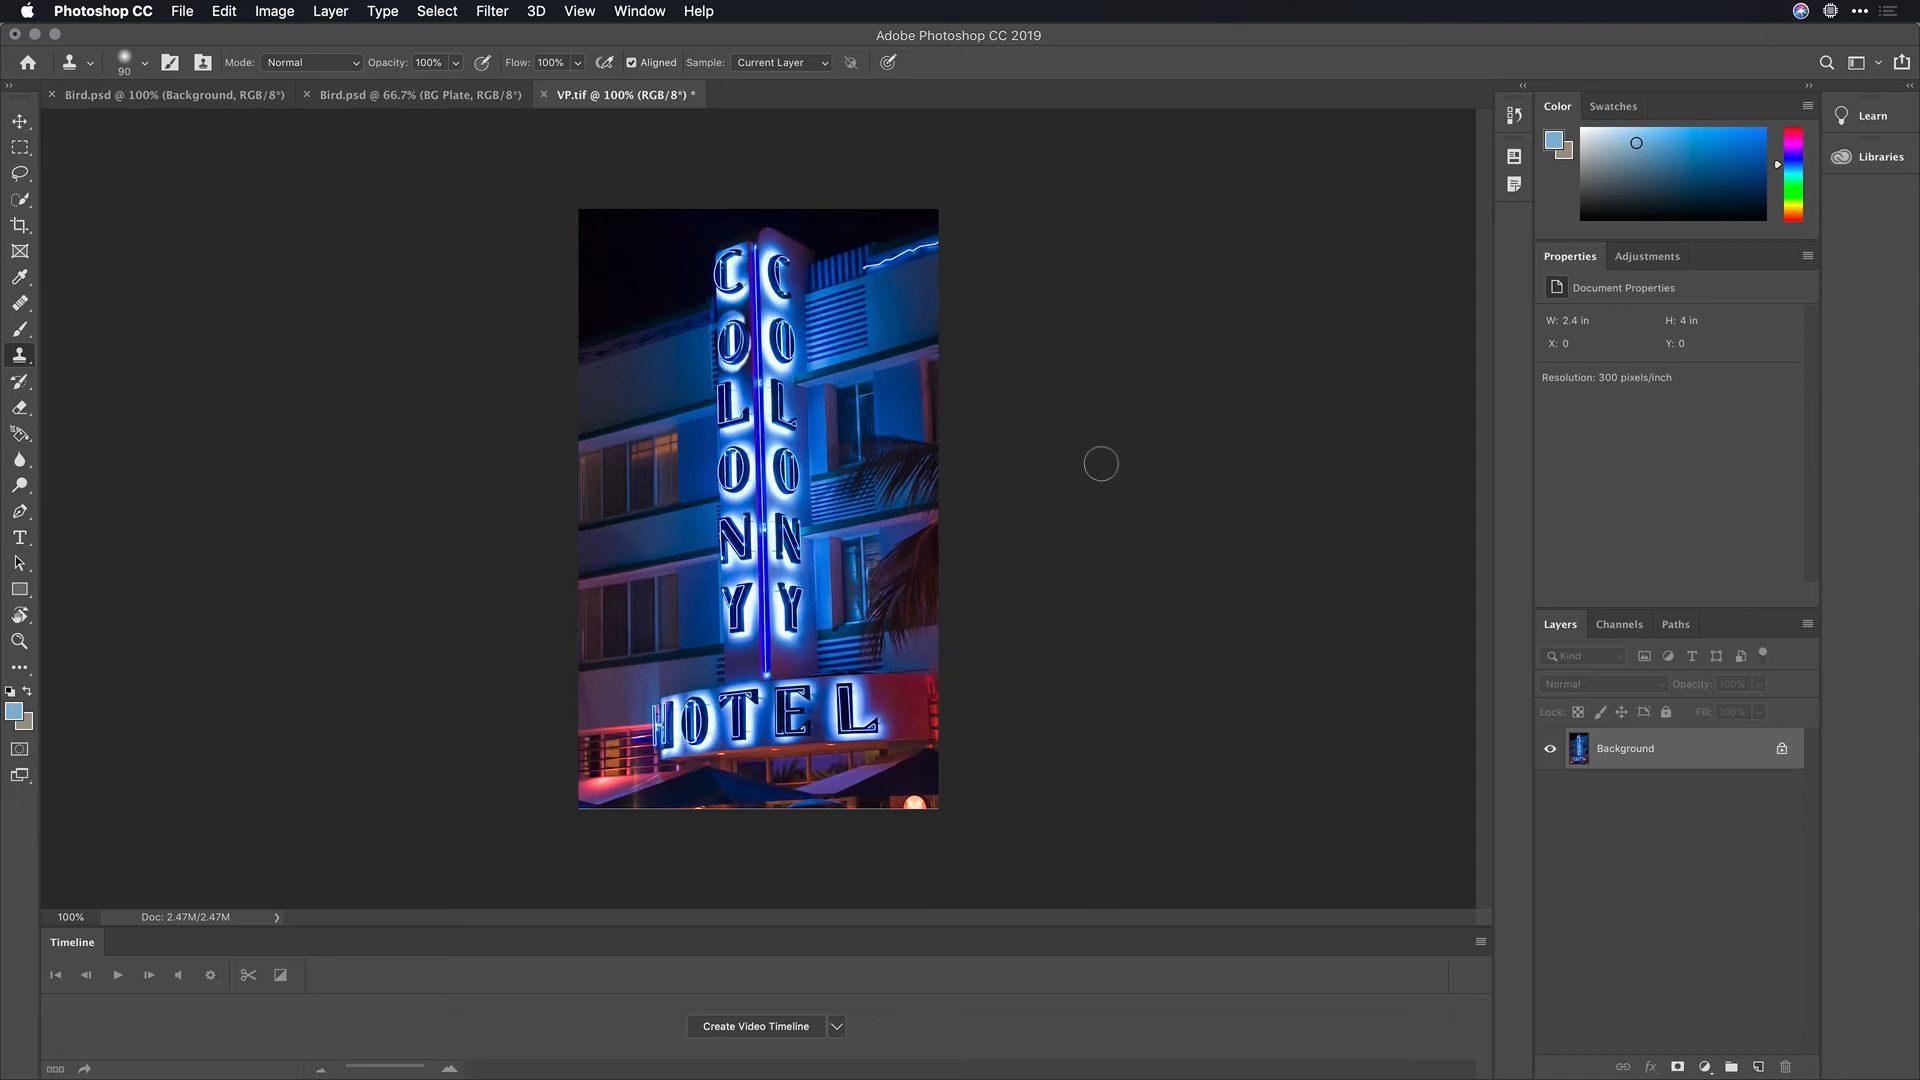 Photoshop CC File Edit Image Layer Type Select Filter 3D View Window Help
Adobe Photoshop CC 2019
90 Mode: Normal Opacity: 100% Flow: 100% Aligned Sample: Current Layer
Bird.psd @ 100% (Background, RGB/8*) Bird.psd @ 66.7% (BG Plate, RGB/8*) VP.tif @ 100% (RGB/8*) *
Color Swatches
Learn
Libraries
Properties Adjustments
Document Properties
W: 2.4 in H: 4 in
X: 0 Y: 0
Resolution: 300 pixels/inch
COLONY
COLONY
HOTEL
Layers Channels Paths
Kind
Normal Opacity: 100%
Lock: Fill: 100%
Background
100% Doc: 2.47M/2.47M
Timeline
Create Video Timeline